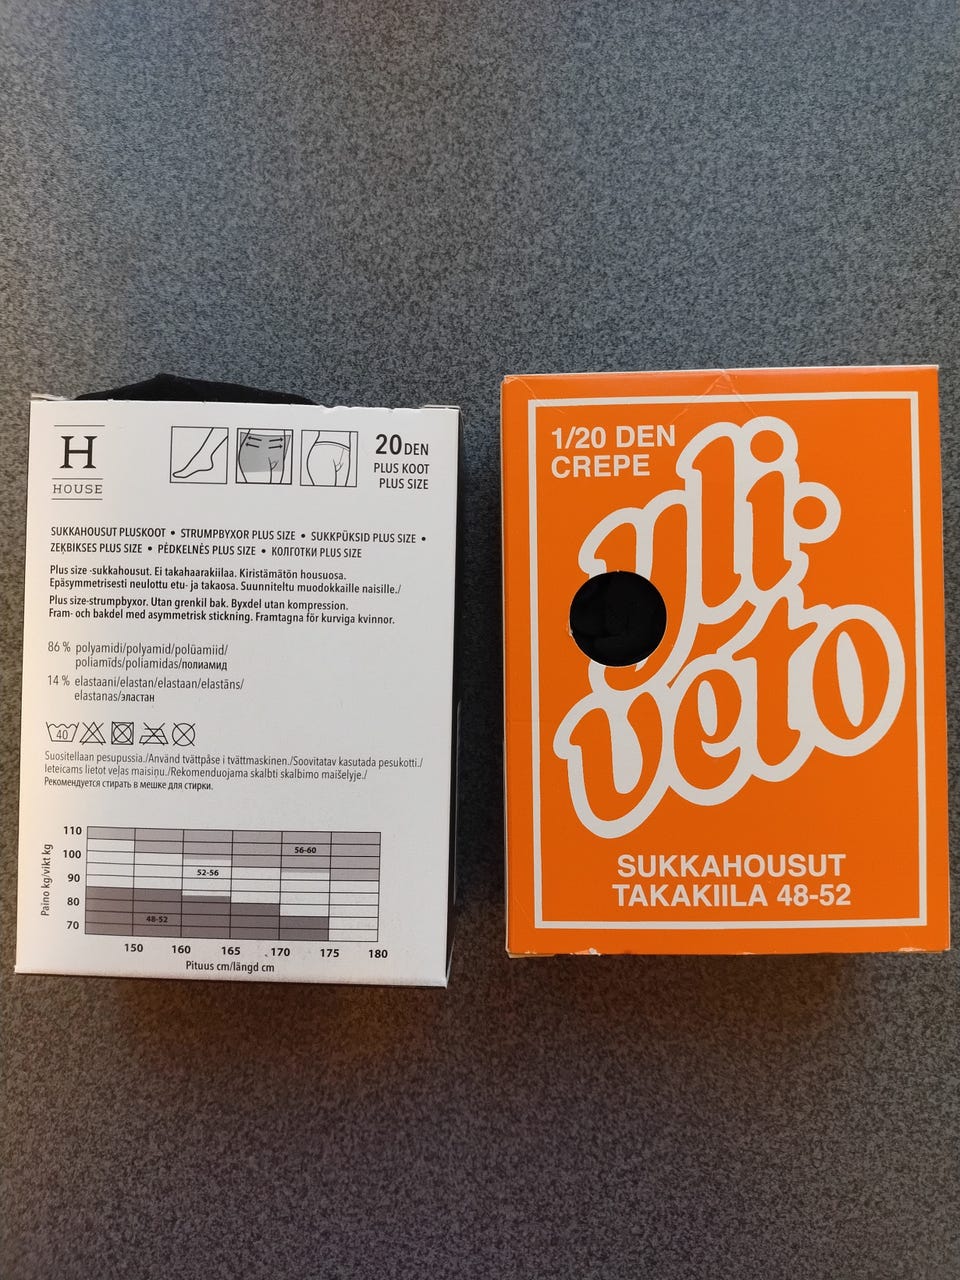 H
HOUSE
20 DEN
PLUS KOOT
PLUS SIZE
SUKKAHOUSUT PLUSKOOT • STRUMPBYXOR PLUS SIZE • SUKKPÜKSID PLUS SIZE •
ZEĶBIKSES PLUS SIZE • PĖDKELNĖS PLUS SIZE • КОЛГОТКИ PLUS SIZE
Plus size -sukkahousut. Ei takahaarakiilaa. Kiristämätön housuosa.
Epäsymmetrisesti neulottu etu- ja takaosa. Suunniteltu muodokkaille naisille./
Plus size-strumpbyxor. Utan grenkil bak. Byxdel utan kompression.
Fram- och bakdel med asymmetrisk stickning. Framtagna för kurviga kvinnor.
86 % polyamidi/polyamid/polüamiid/
poliamīds/poliamidas/полиамид
14 % elastaani/elastan/elastaan/elastāns/
elastanas/эластан
40
Suositellaan pesupussia./Använd tvättpåse i tvättmaskinen./Soovitatav kasutada pesukotti./
Ieteicams lietot veļas maisiņu./Rekomenduojama skalbti skalbimo maišelyje./
Рекомендуется стирать в мешке для стирки.
Paino kg/vikt kg
110
100
90
80
70
56-60
52-56
48-52
150 160 165 170 175 180
Pituus cm/längd cm
1/20 DEN
CREPE
yli-
veto
SUKKAHOUSUT
TAKAKIILA 48-52